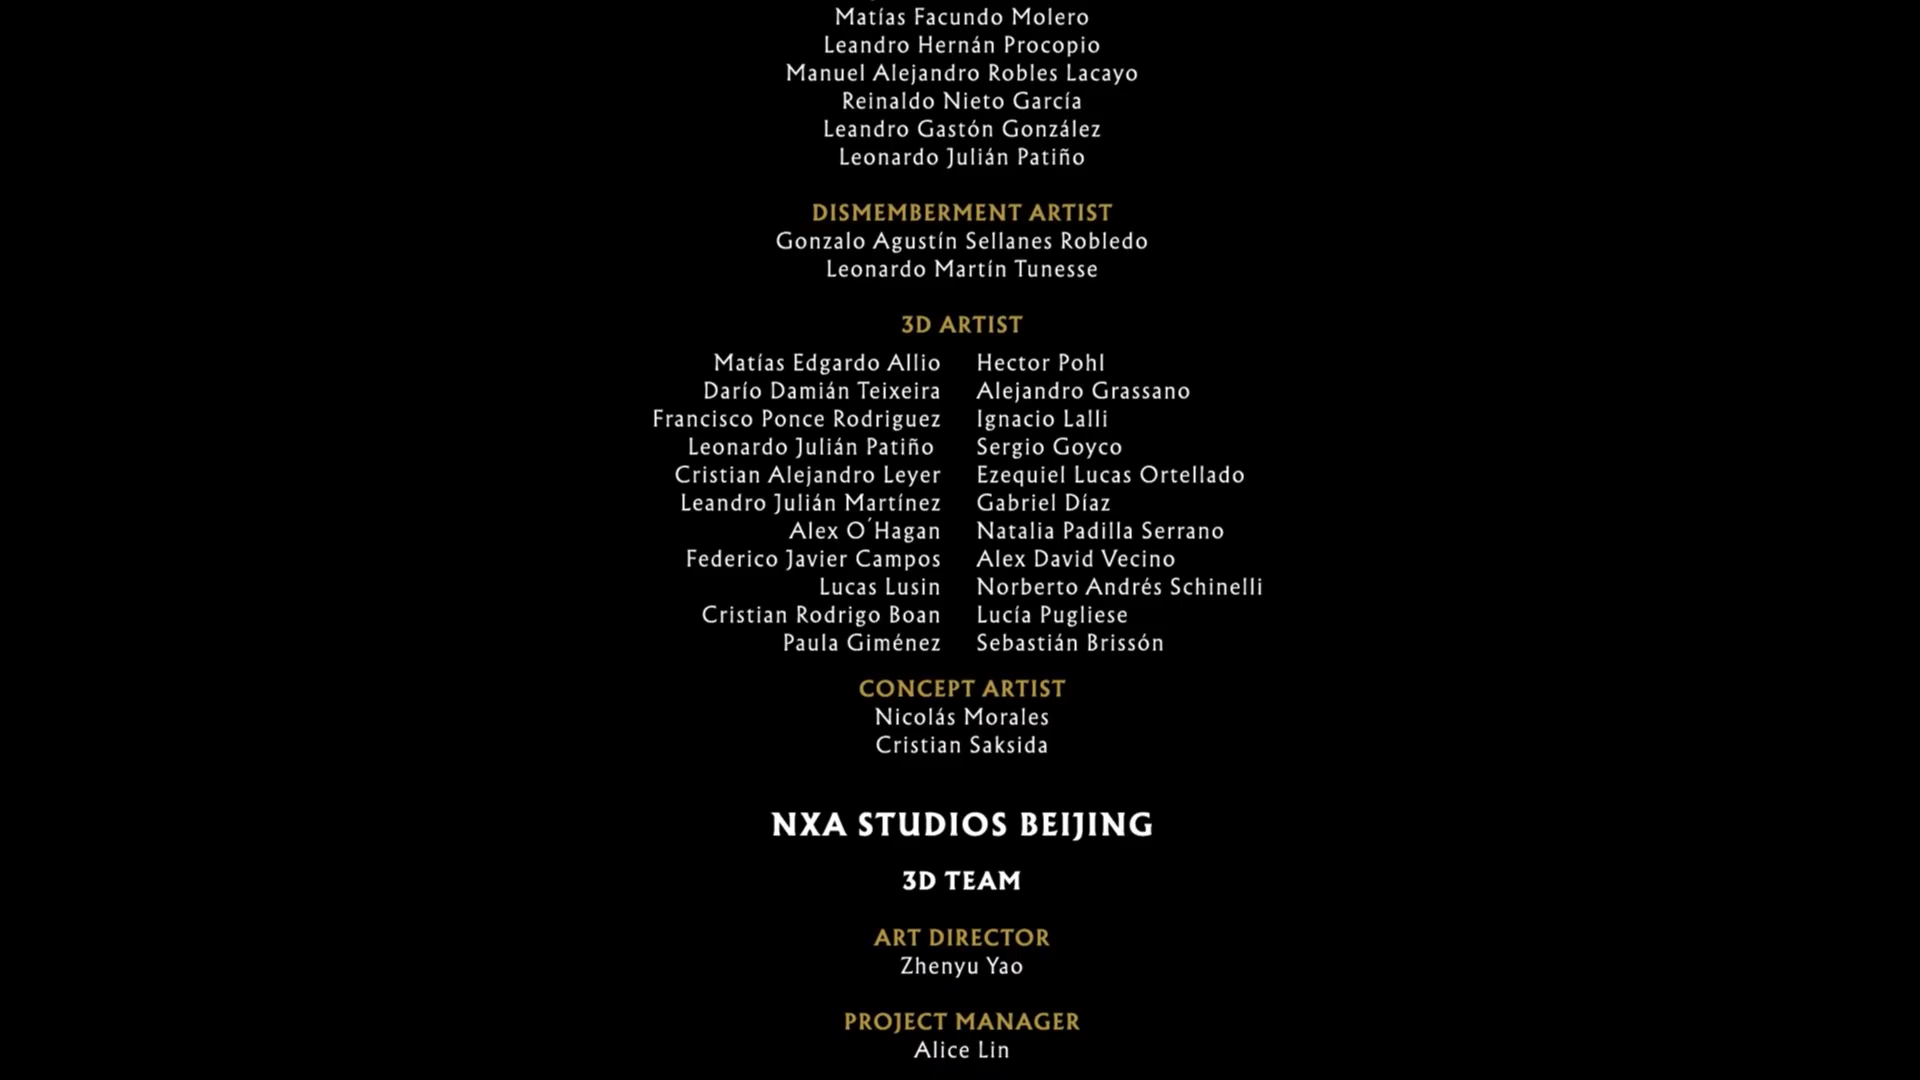 Matías Facundo Molero
Leandro Hernán Procopio
Manuel Alejandro Robles Lacayo
Reinaldo Nieto García
Leandro Gastón González
Leonardo Julián Patiño
DISMEMBERMENT ARTIST
Gonzalo Agustín Sellanes Robledo
Leonardo Martín Tunesse
3D ARTIST
Matías Edgardo Allio Hector Pohl
Darío Damián Teixeira Alejandro Grassano
Francisco Ponce Rodriguez Ignacio Lalli
Leonardo Julián Patiño Sergio Goyco
Cristian Alejandro Leyer Ezequiel Lucas Ortellado
Leandro Julián Martínez Gabriel Díaz
Alex O´Hagan Natalia Padilla Serrano
Federico Javier Campos Alex David Vecino
Lucas Lusin Norberto Andrés Schinelli
Cristian Rodrigo Boan Lucía Pugliese
Paula Giménez Sebastián Brissón
CONCEPT ARTIST
Nicolás Morales
Cristian Saksida
NXA STUDIOS BEIJING
3D TEAM
ART DIRECTOR
Zhenyu Yao
PROJECT MANAGER
Alice Lin